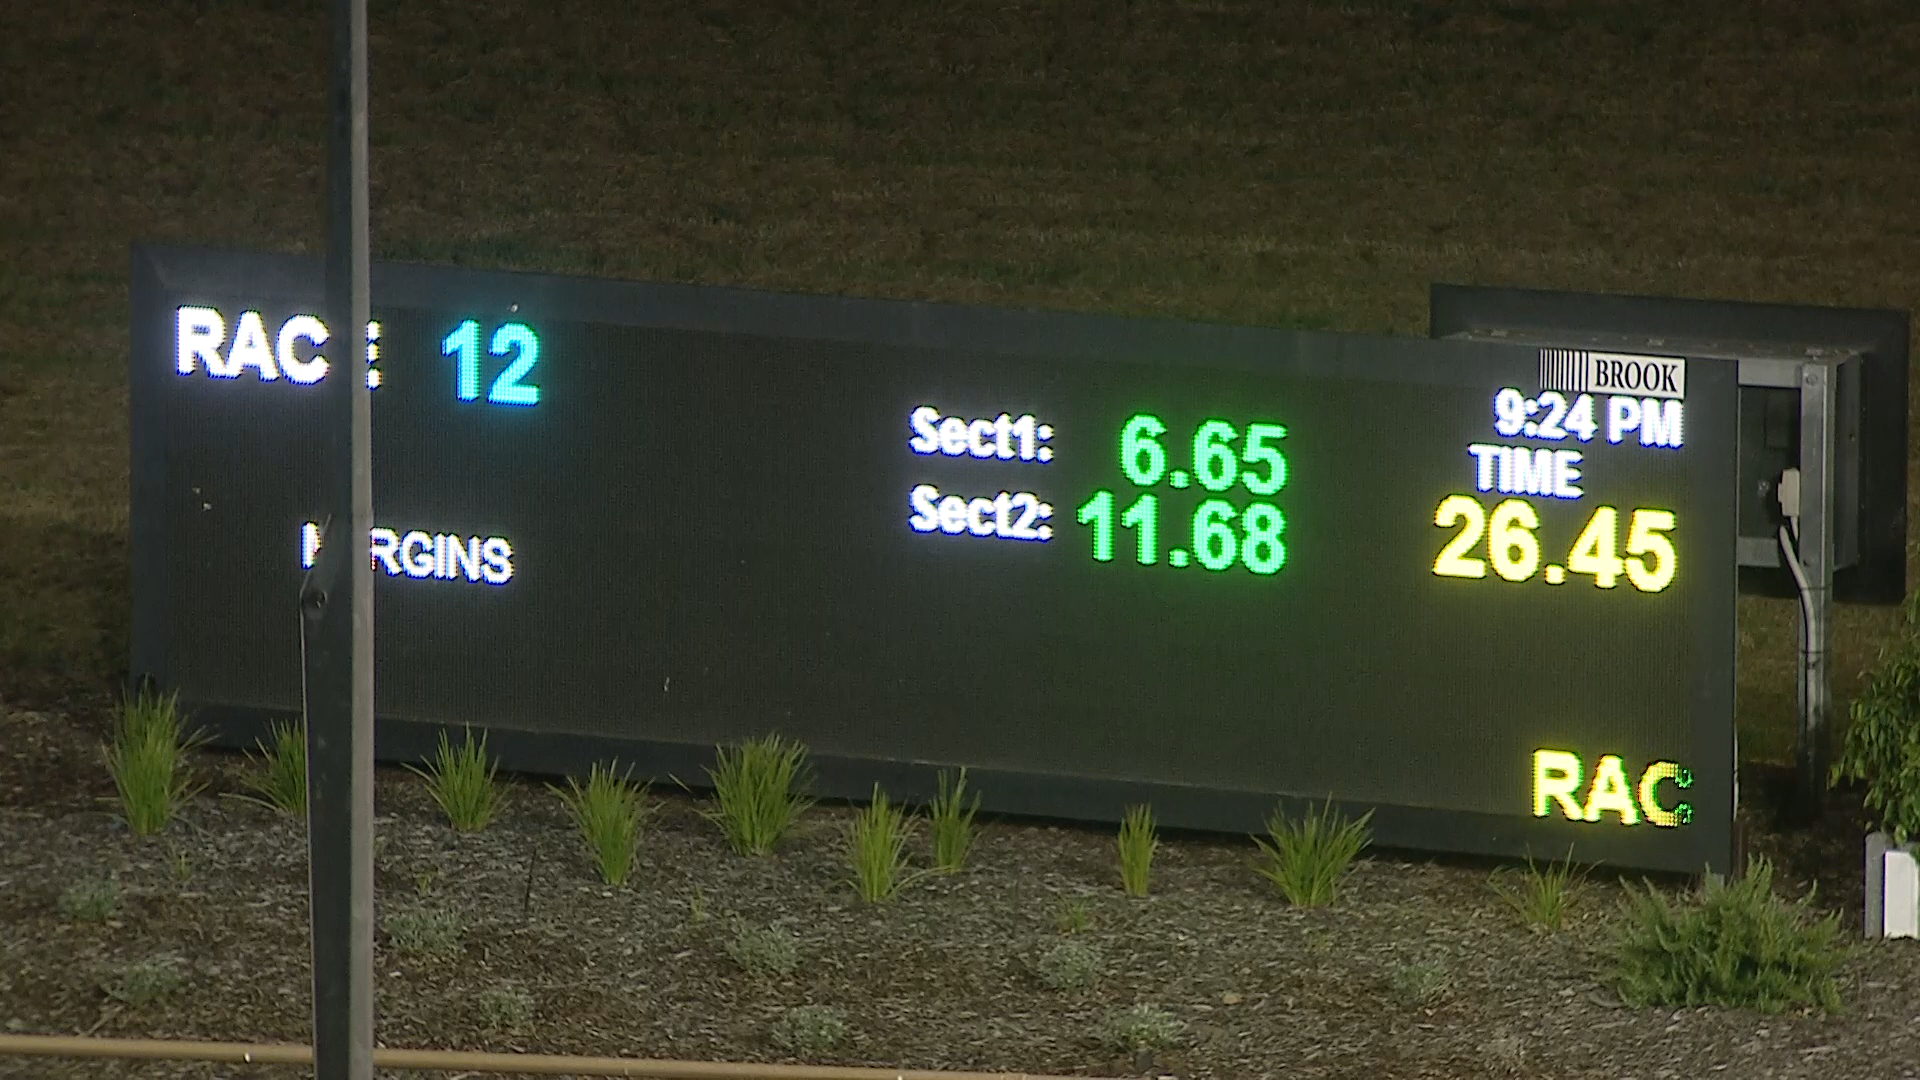 RAC : 12
BROOK
9:24 PM
Sect1: 6.65
TIME
Sect2: 11.68
26.45
RGINS
RAC